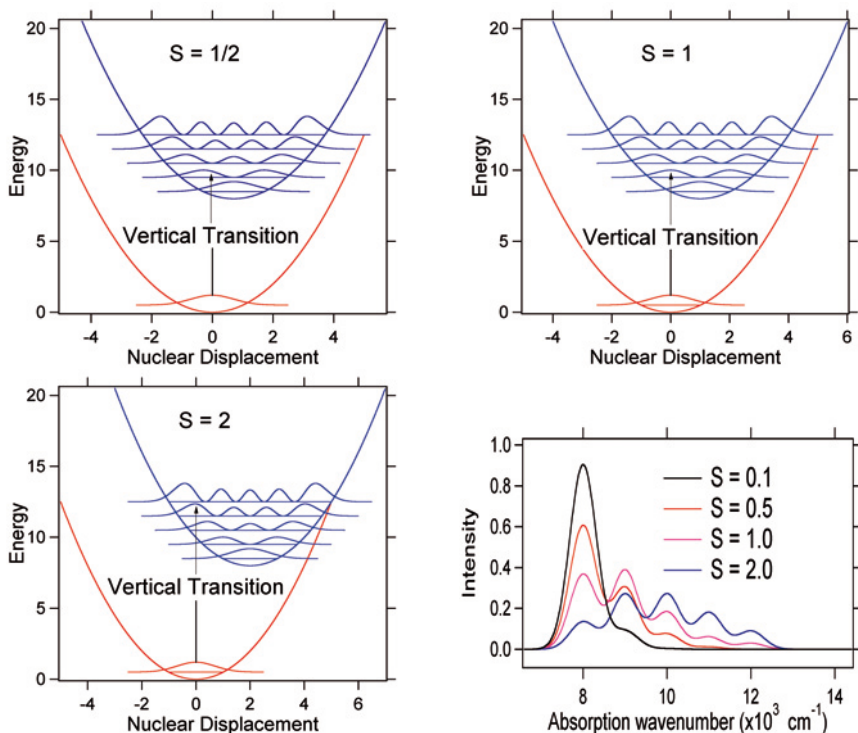 20
15
10
5
0
Energy
S = 1/2
Vertical Transition
-4 -2 0 2 4
Nuclear Displacement
20
15
10
5
0
Energy
S = 1
Vertical Transition
-4 -2 0 2 4 6
Nuclear Displacement
20
15
10
5
0
Energy
S = 2
Vertical Transition
-4 -2 0 2 4 6
Nuclear Displacement
1.0
0.8
0.6
0.4
0.2
0.0
Intensity
S = 0.1
S = 0.5
S = 1.0
S = 2.0
8 10 12 14
Absorption wavenumber (x10³ cm⁻¹)